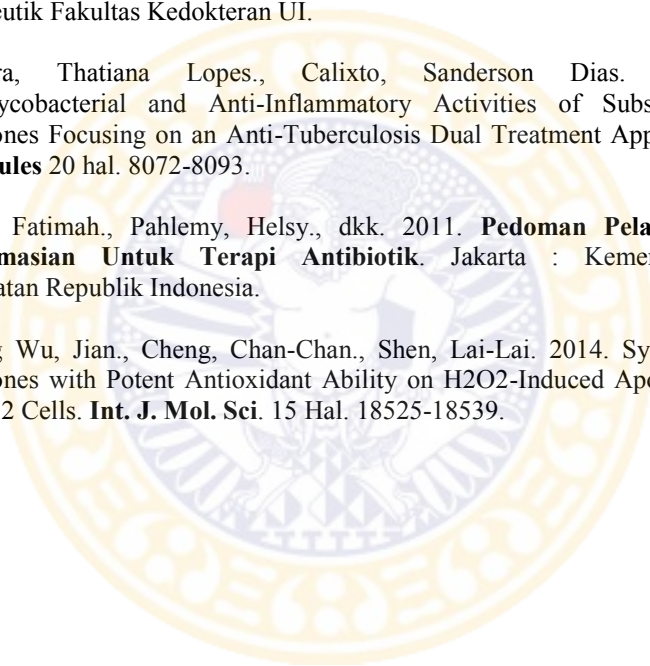 eutik Fakultas Kedokteran UI.
ra, Thatiana Lopes., Calixto, Sanderson Dias.
ycobacterial and Anti-Inflammatory Activities of Subs
ones Focusing on an Anti-Tuberculosis Dual Treatment App
ules 20 hal. 8072-8093.
Fatimah., Pahlemy, Helsy., dkk. 2011. Pedoman Pela
masian Untuk Terapi Antibiotik. Jakarta : Kemen
atan Republik Indonesia.
g Wu, Jian., Cheng, Chan-Chan., Shen, Lai-Lai. 2014. Sy
ones with Potent Antioxidant Ability on H2O2-Induced Apo
2 Cells. Int. J. Mol. Sci. 15 Hal. 18525-18539.